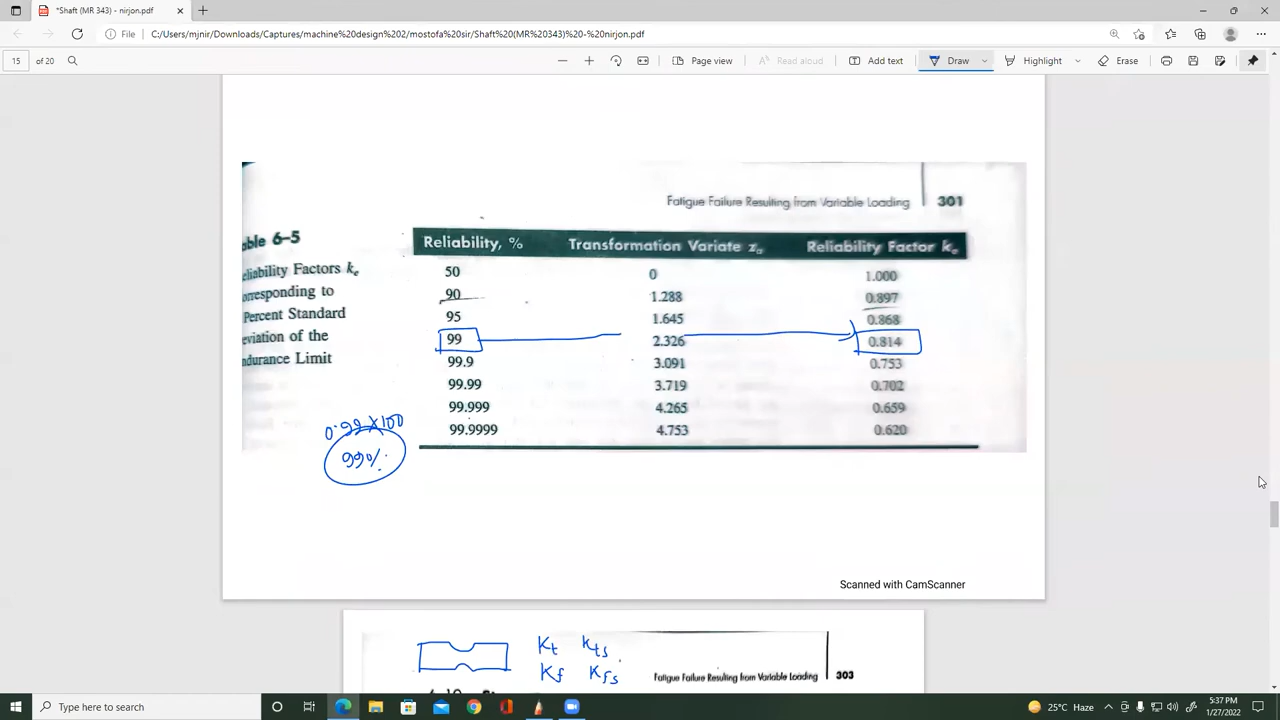 *Shaft (MR 343) - nirjon.pdf
File C:/Users/mjnir/Downloads/Captures/machine%20design%202/mostofa%20sir/Shaft%20(MR%20343)%20-%20nirjon.pdf
15 of 20 Page view Read aloud Add text Draw Highlight Erase
Fatigue Failure Resulting from Variable Loading 301
able 6–5
Reliability, % Transformation Variate za Reliability Factor ke
eliability Factors ke
50 0 1.000
orresponding to
90 1.288 0.897
Percent Standard
95 1.645 0.868
eviation of the
99 2.326 0.814
ndurance Limit
99.9 3.091 0.753
99.99 3.719 0.702
99.999 4.265 0.659
99.9999 4.753 0.620
0.99 x 100
99%
Scanned with CamScanner
Kt Kts
Kf Kfs
Fatigue Failure Resulting from Variable Loading 303
Type here to search
25°C Haze
5:37 PM
1/27/2022